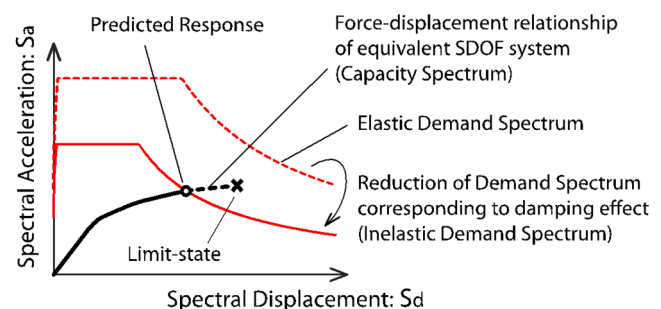 Predicted Response
Force-displacement relationship
of equivalent SDOF system
(Capacity Spectrum)
Elastic Demand Spectrum
Reduction of Demand Spectrum
corresponding to damping effect
(Inelastic Demand Spectrum)
Limit-state
Spectral Acceleration: Sa
Spectral Displacement: Sd